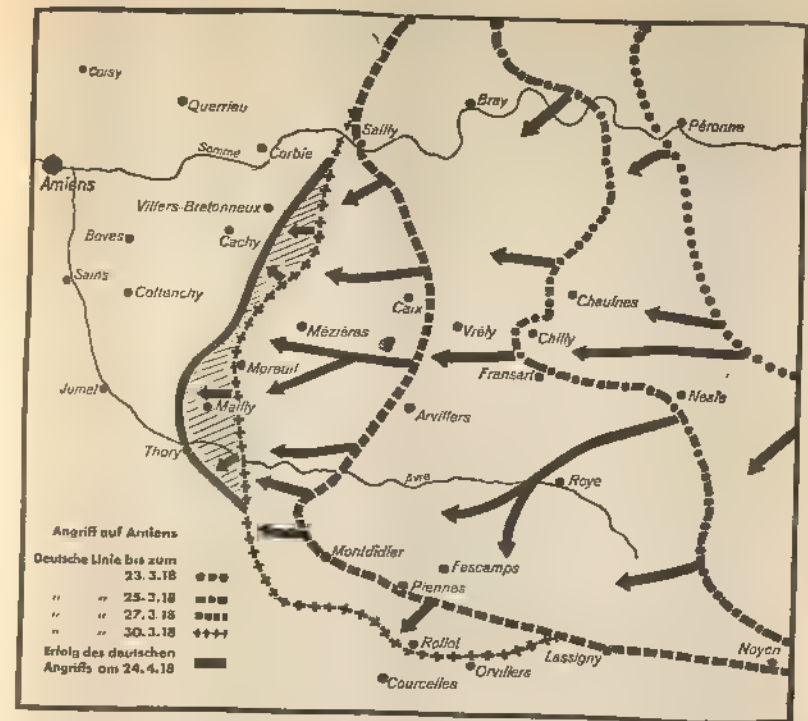 Coisy
Querrieu
Bray
Péronne
Sailly
Somme
Corbie
Amiens
Villers-Bretonneux
Boves
Cachy
Sains
Cottenchy
Caix
Chaulnes
Mézières
Vrély
Chilly
Moreuil
Fransart
Jumel
Mailly
Arvillers
Nesle
Thory
Avre
Roye
Angriff auf Amiens
Montdidier
Fescamps
Piennes
Deutsche Linie bis zum
23.3.18
" " 25.3.18
" " 27.3.18
" " 30.3.18
Erfolg des deutschen
Angriffs am 24.4.18
Rollot
Orvillers
Lassigny
Noyon
Courcelles